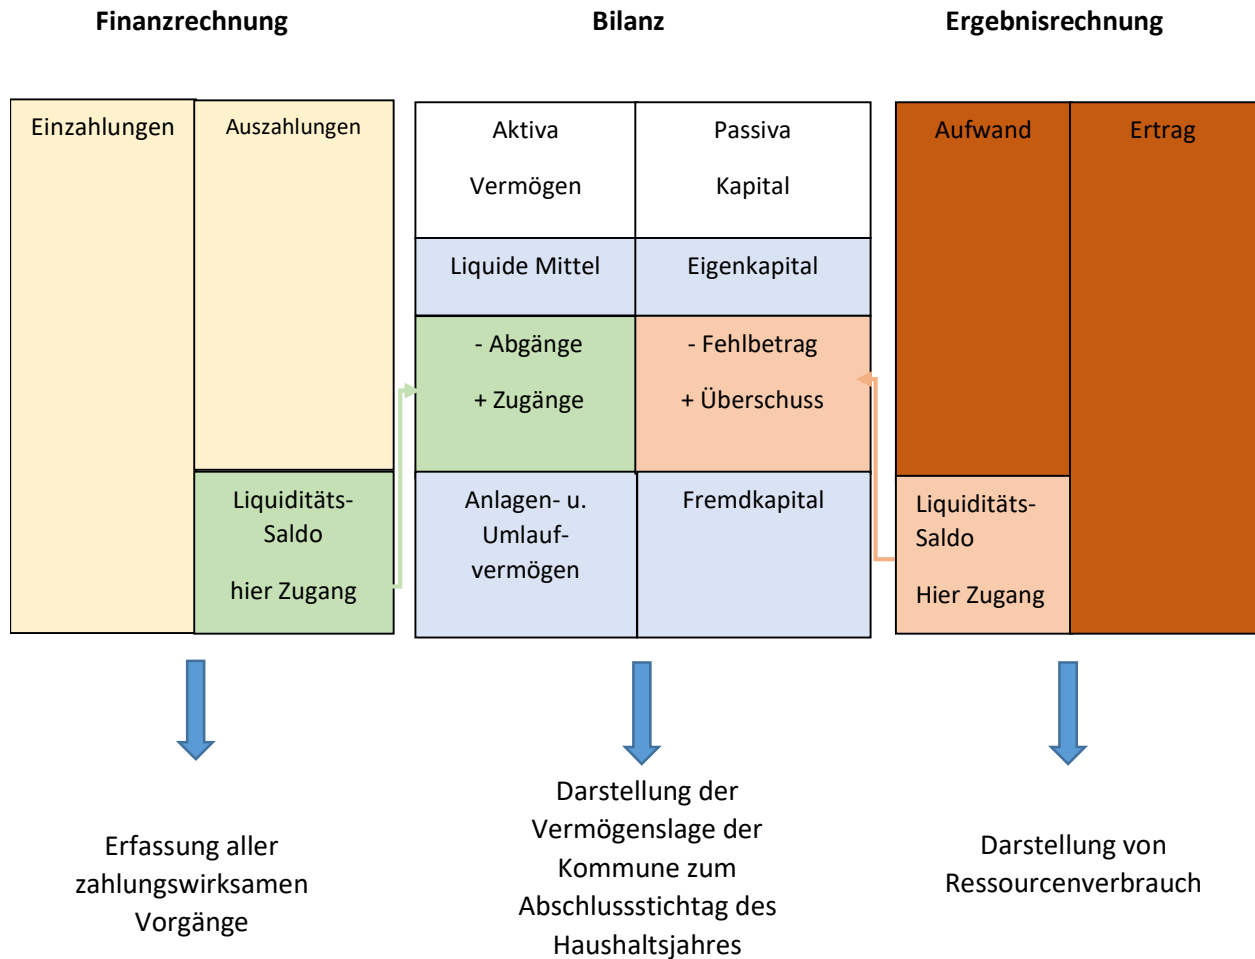 Finanzrechnung
Bilanz
Ergebnisrechnung
Einzahlungen
Auszahlungen
Aktiva
Vermögen
Passiva
Kapital
Aufwand
Ertrag
Liquide Mittel
Eigenkapital
- Abgänge
+ Zugänge
- Fehlbetrag
+ Überschuss
Liquiditäts-
Saldo
hier Zugang
Anlagen- u.
Umlauf-
vermögen
Fremdkapital
Liquiditäts-
Saldo
Hier Zugang
Erfassung aller
zahlungswirksamen
Vorgänge
Darstellung der
Vermögenslage der
Kommune zum
Abschlussstichtag des
Haushaltsjahres
Darstellung von
Ressourcenverbrauch